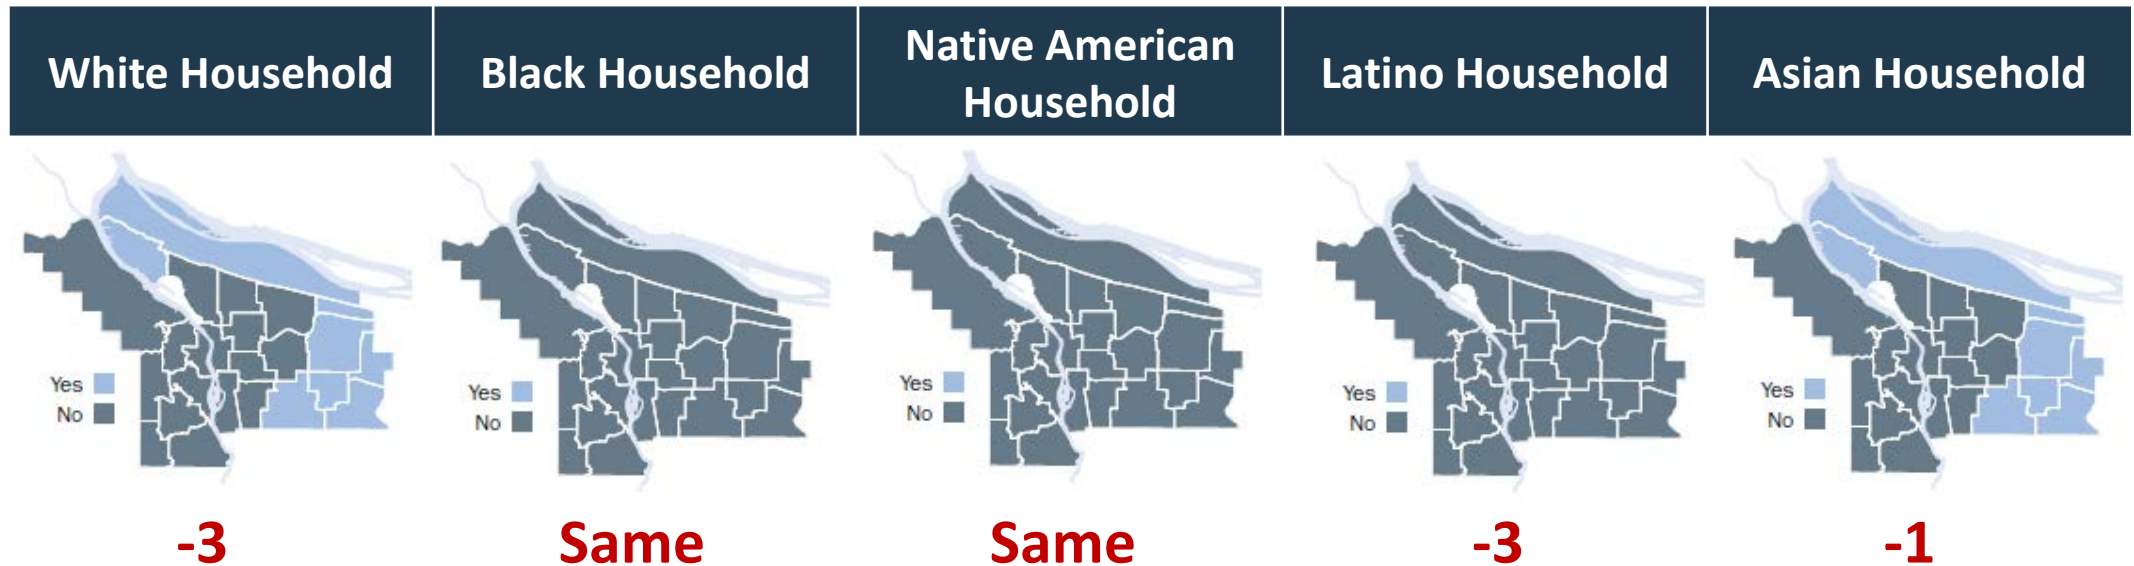 White Household
Black Household
Native American
Household
Latino Household
Asian Household
Yes
No
Yes
No
Yes
No
Yes
No
Yes
No
-3
Same
Same
-3
-1